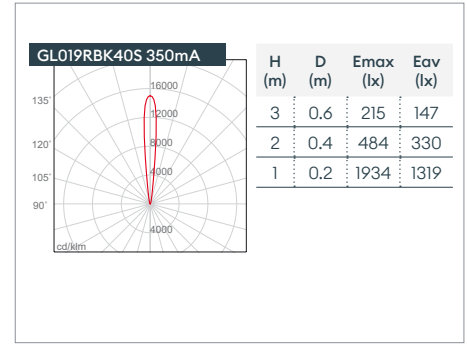 GL019RBK40S 350mA
16000
135°
12000
120°
8000
4000
105°
90°
4000
cd/klm
H D Emax Eav
(m) (m) (lx) (lx)
3 0.6 215 147
2 0.4 484 330
1 0.2 1934 1319